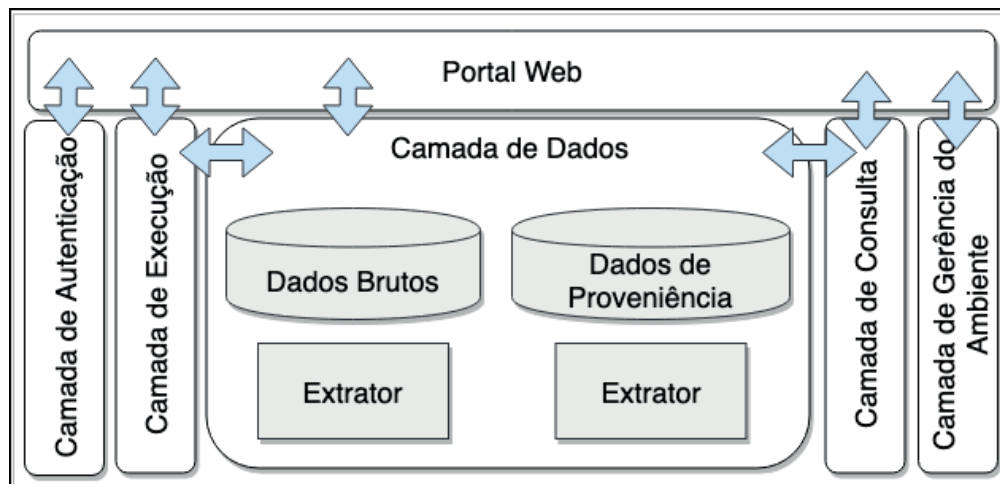 Portal Web
Camada de Autenticação
Camada de Execução
Camada de Dados
Dados Brutos
Dados de
Proveniência
Extrator
Extrator
Camada de Consulta
Camada de Gerência do
Ambiente